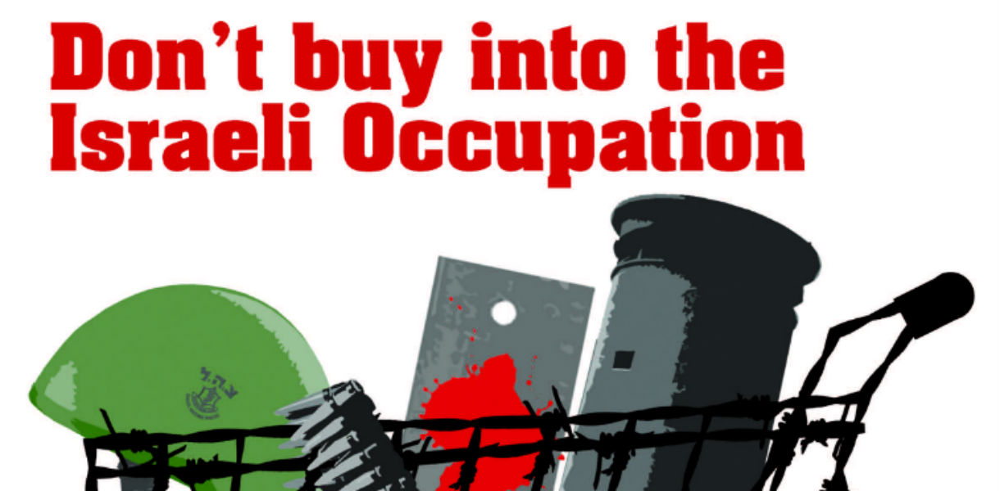 Don't buy into the
Israeli Occupation
צ.ה.ל